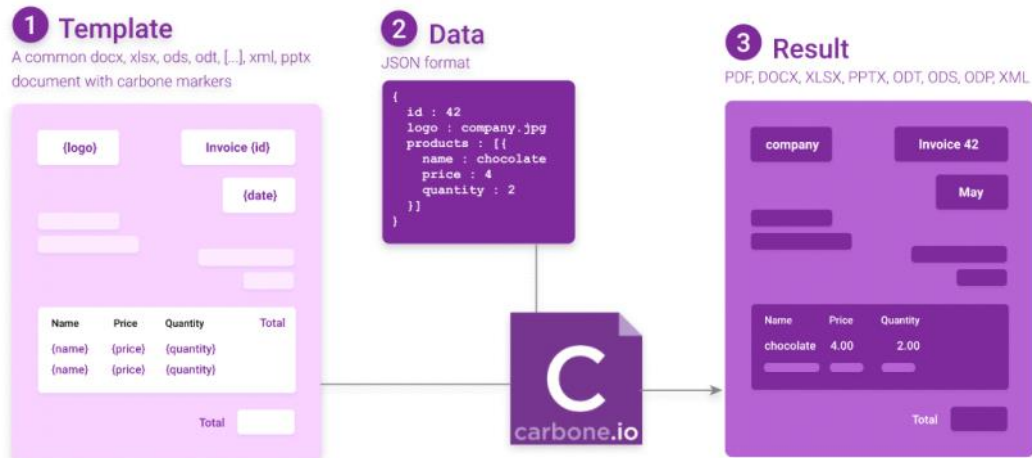 1 Template
A common docx, xlsx, ods, odt, [...], xml, pptx
document with carbone markers
{logo}
Invoice {id}
{date}
Name Price Quantity Total
{name} {price} {quantity}
{name} {price} {quantity}
Total
2 Data
JSON format
{
id : 42
logo : company.jpg
products : [{
name : chocolate
price : 4
quantity : 2
}]
}
C
carbone.io
3 Result
PDF, DOCX, XLSX, PPTX, ODT, ODS, ODP, XML
company
Invoice 42
May
Name Price Quantity
chocolate 4.00 2.00
Total